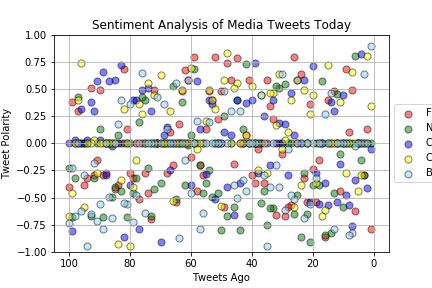 Sentiment Analysis of Media Tweets Today
Tweet Polarity
1.00
0.75
0.50
0.25
0.00
−0.25
−0.50
−0.75
−1.00
100
80
60
40
20
0
Tweets Ago
F
N
C
C
B